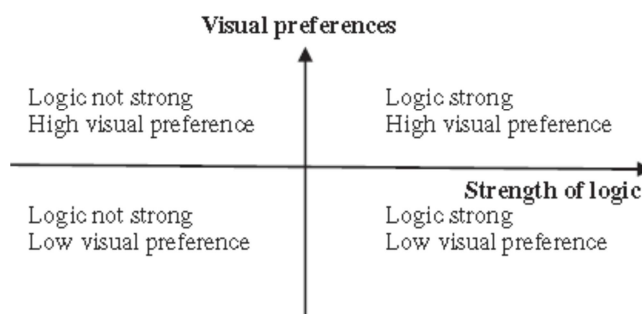 Visual preferences
Logic not strong
High visual preference
Logic strong
High visual preference
Strength of logic
Logic not strong
Low visual preference
Logic strong
Low visual preference